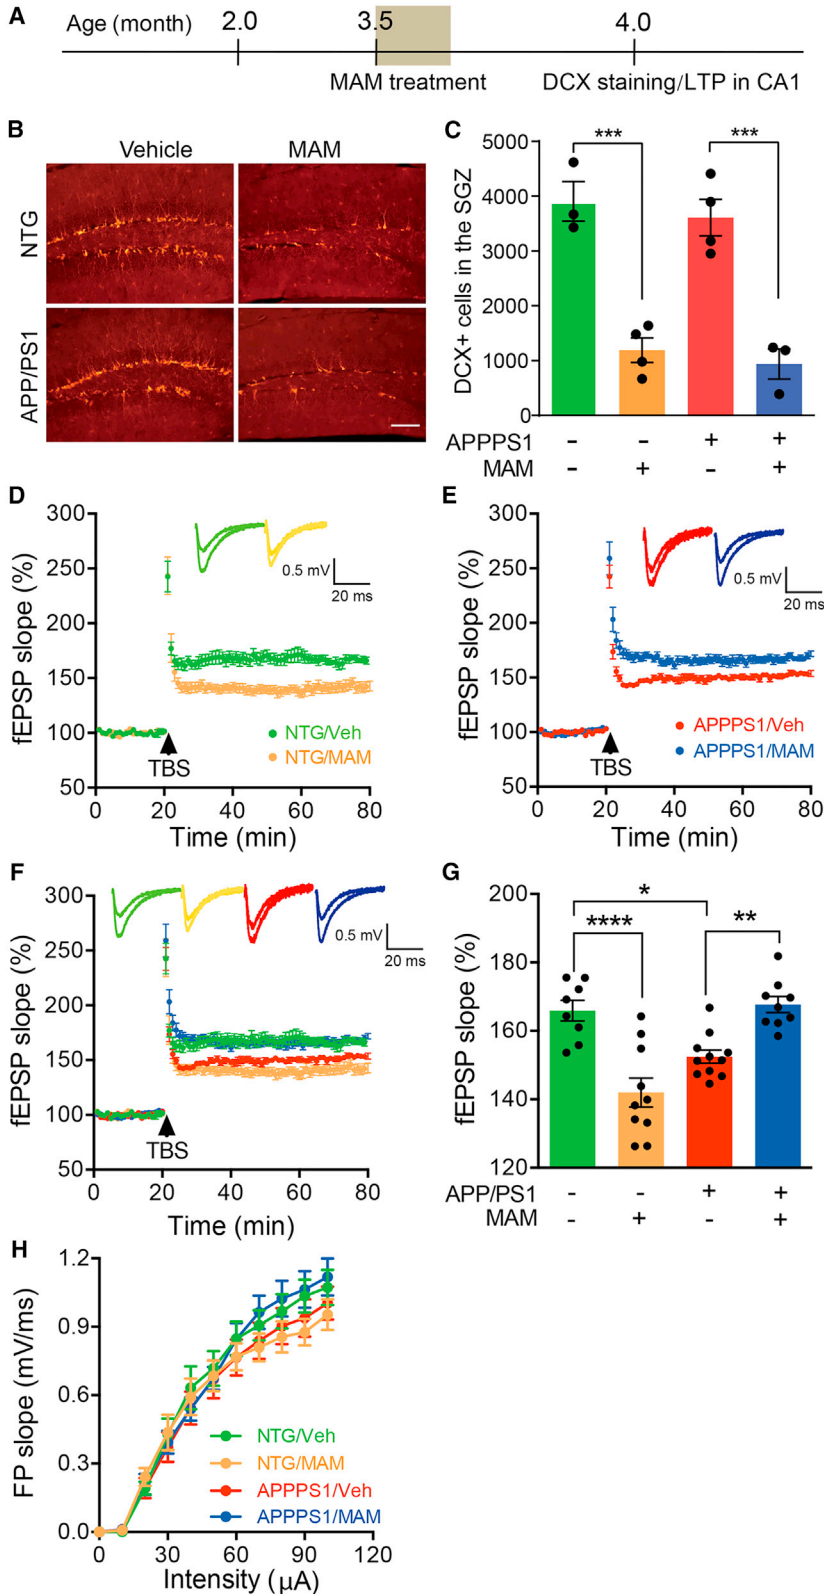 A
Age (month)
2.0
3.5
4.0
MAM treatment
DCX staining/LTP in CA1
B
Vehicle
MAM
NTG
APP/PS1
C
DCX+ cells in the SGZ
5000
4000
3000
2000
1000
0
***
***
APPPS1 - - + +
MAM - + - +
D
fEPSP slope (%)
300
250
200
150
100
50
0.5 mV
20 ms
NTG/Veh
NTG/MAM
TBS
0 20 40 60 80
Time (min)
E
fEPSP slope (%)
300
250
200
150
100
50
0.5 mV
20 ms
APPPS1/Veh
APPPS1/MAM
TBS
0 20 40 60 80
Time (min)
F
fEPSP slope (%)
300
250
200
150
100
50
0.5 mV
20 ms
TBS
0 20 40 60 80
Time (min)
G
fEPSP slope (%)
200
180
160
140
120
*
****
**
APP/PS1 - - + +
MAM - + - +
H
FP slope (mV/ms)
1.2
0.9
0.6
0.3
0.0
NTG/Veh
NTG/MAM
APPPS1/Veh
APPPS1/MAM
0 30 60 90 120
Intensity (µA)